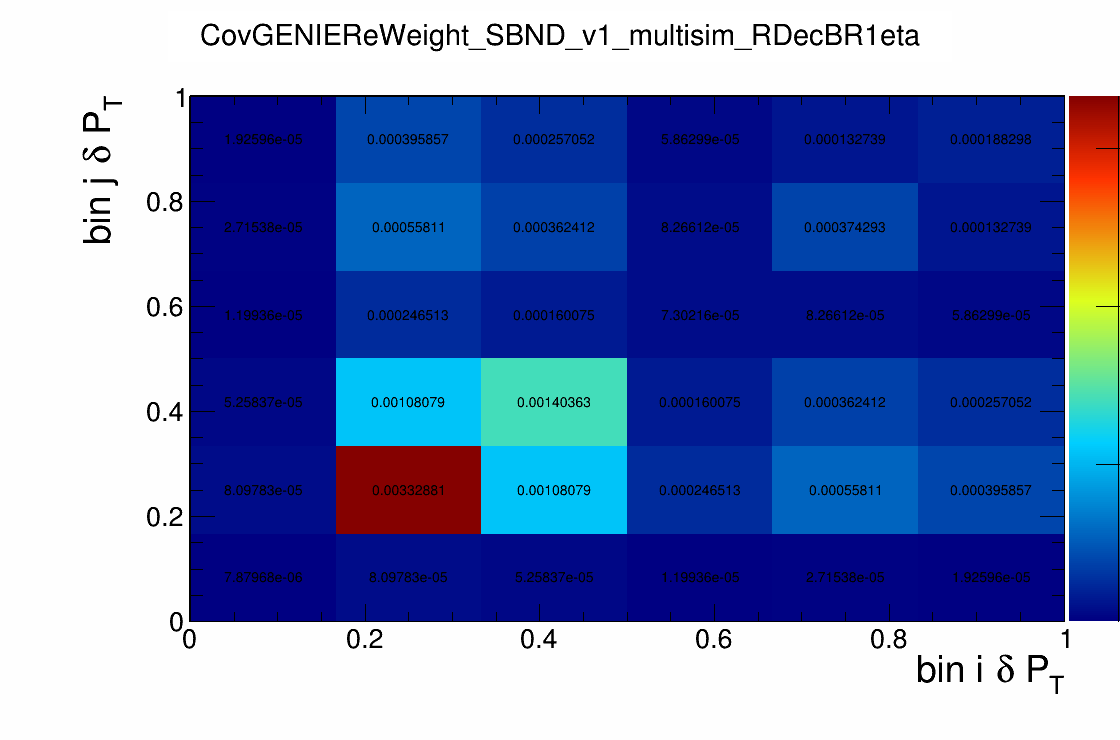 CovGENIEReWeight_SBND_v1_multisim_RDecBR1eta
bin j δ P_T
1
0.8
0.6
0.4
0.2
0
1.92596e-05 0.000395857 0.000257052 5.86299e-05 0.000132739 0.000188298
2.71538e-05 0.00055811 0.000362412 8.26612e-05 0.000374293 0.000132739
1.19936e-05 0.000246513 0.000160075 7.30216e-05 8.26612e-05 5.86299e-05
5.25837e-05 0.00108079 0.00140363 0.000160075 0.000362412 0.000257052
8.09783e-05 0.00332881 0.00108079 0.000246513 0.00055811 0.000395857
7.87968e-06 8.09783e-05 5.25837e-05 1.19936e-05 2.71538e-05 1.92596e-05
0 0.2 0.4 0.6 0.8 1
bin i δ P_T